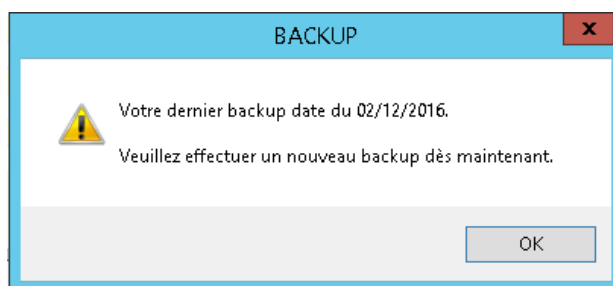 BACKUP
x
Votre dernier backup date du 02/12/2016.
Veuillez effectuer un nouveau backup dès maintenant.
OK